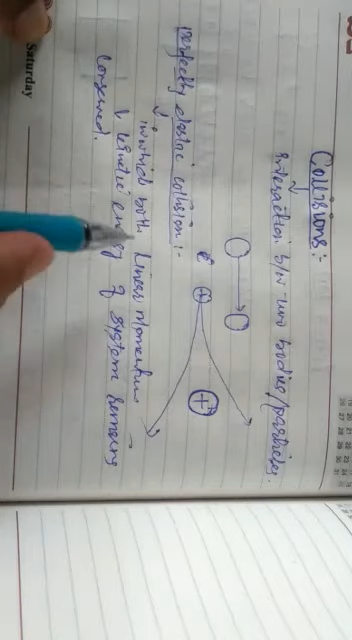 Collisions :-
interaction b/w two bodies/particles.
+
+
Perfectly elastic collision :-
in which both linear momentum
& kinetic energy of system remains
conserved.
Saturday